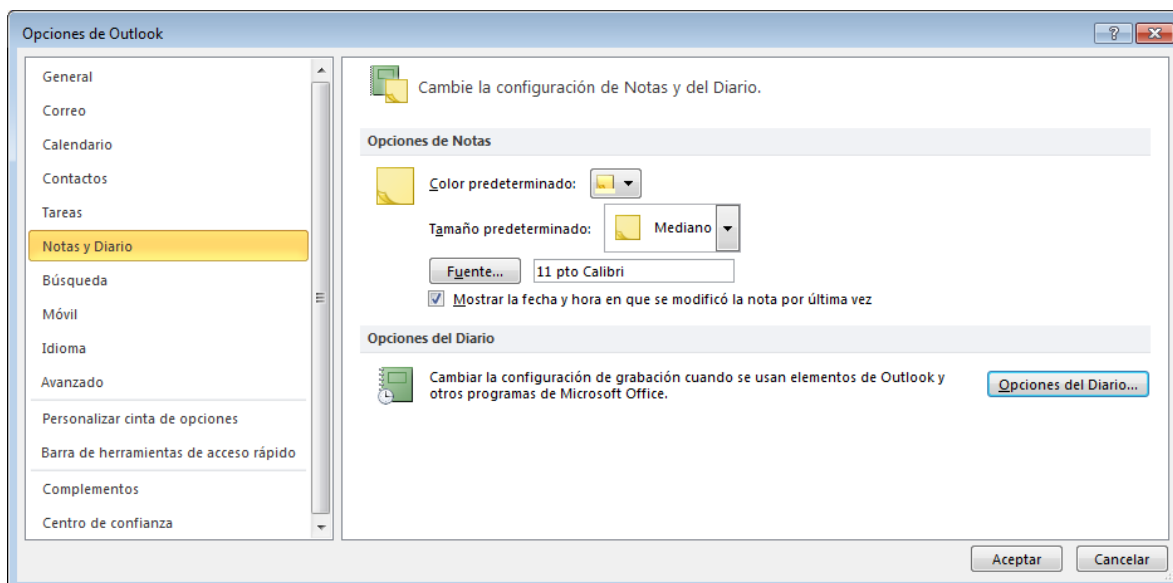 Opciones de Outlook
General
Correo
Calendario
Contactos
Tareas
Notas y Diario
Búsqueda
Móvil
Idioma
Avanzado
Personalizar cinta de opciones
Barra de herramientas de acceso rápido
Complementos
Centro de confianza
Cambie la configuración de Notas y del Diario.
Opciones de Notas
Color predeterminado:
Tamaño predeterminado: Mediano
Fuente... 11 pto Calibri
Mostrar la fecha y hora en que se modificó la nota por última vez
Opciones del Diario
Cambiar la configuración de grabación cuando se usan elementos de Outlook y
otros programas de Microsoft Office.
Opciones del Diario...
Aceptar Cancelar